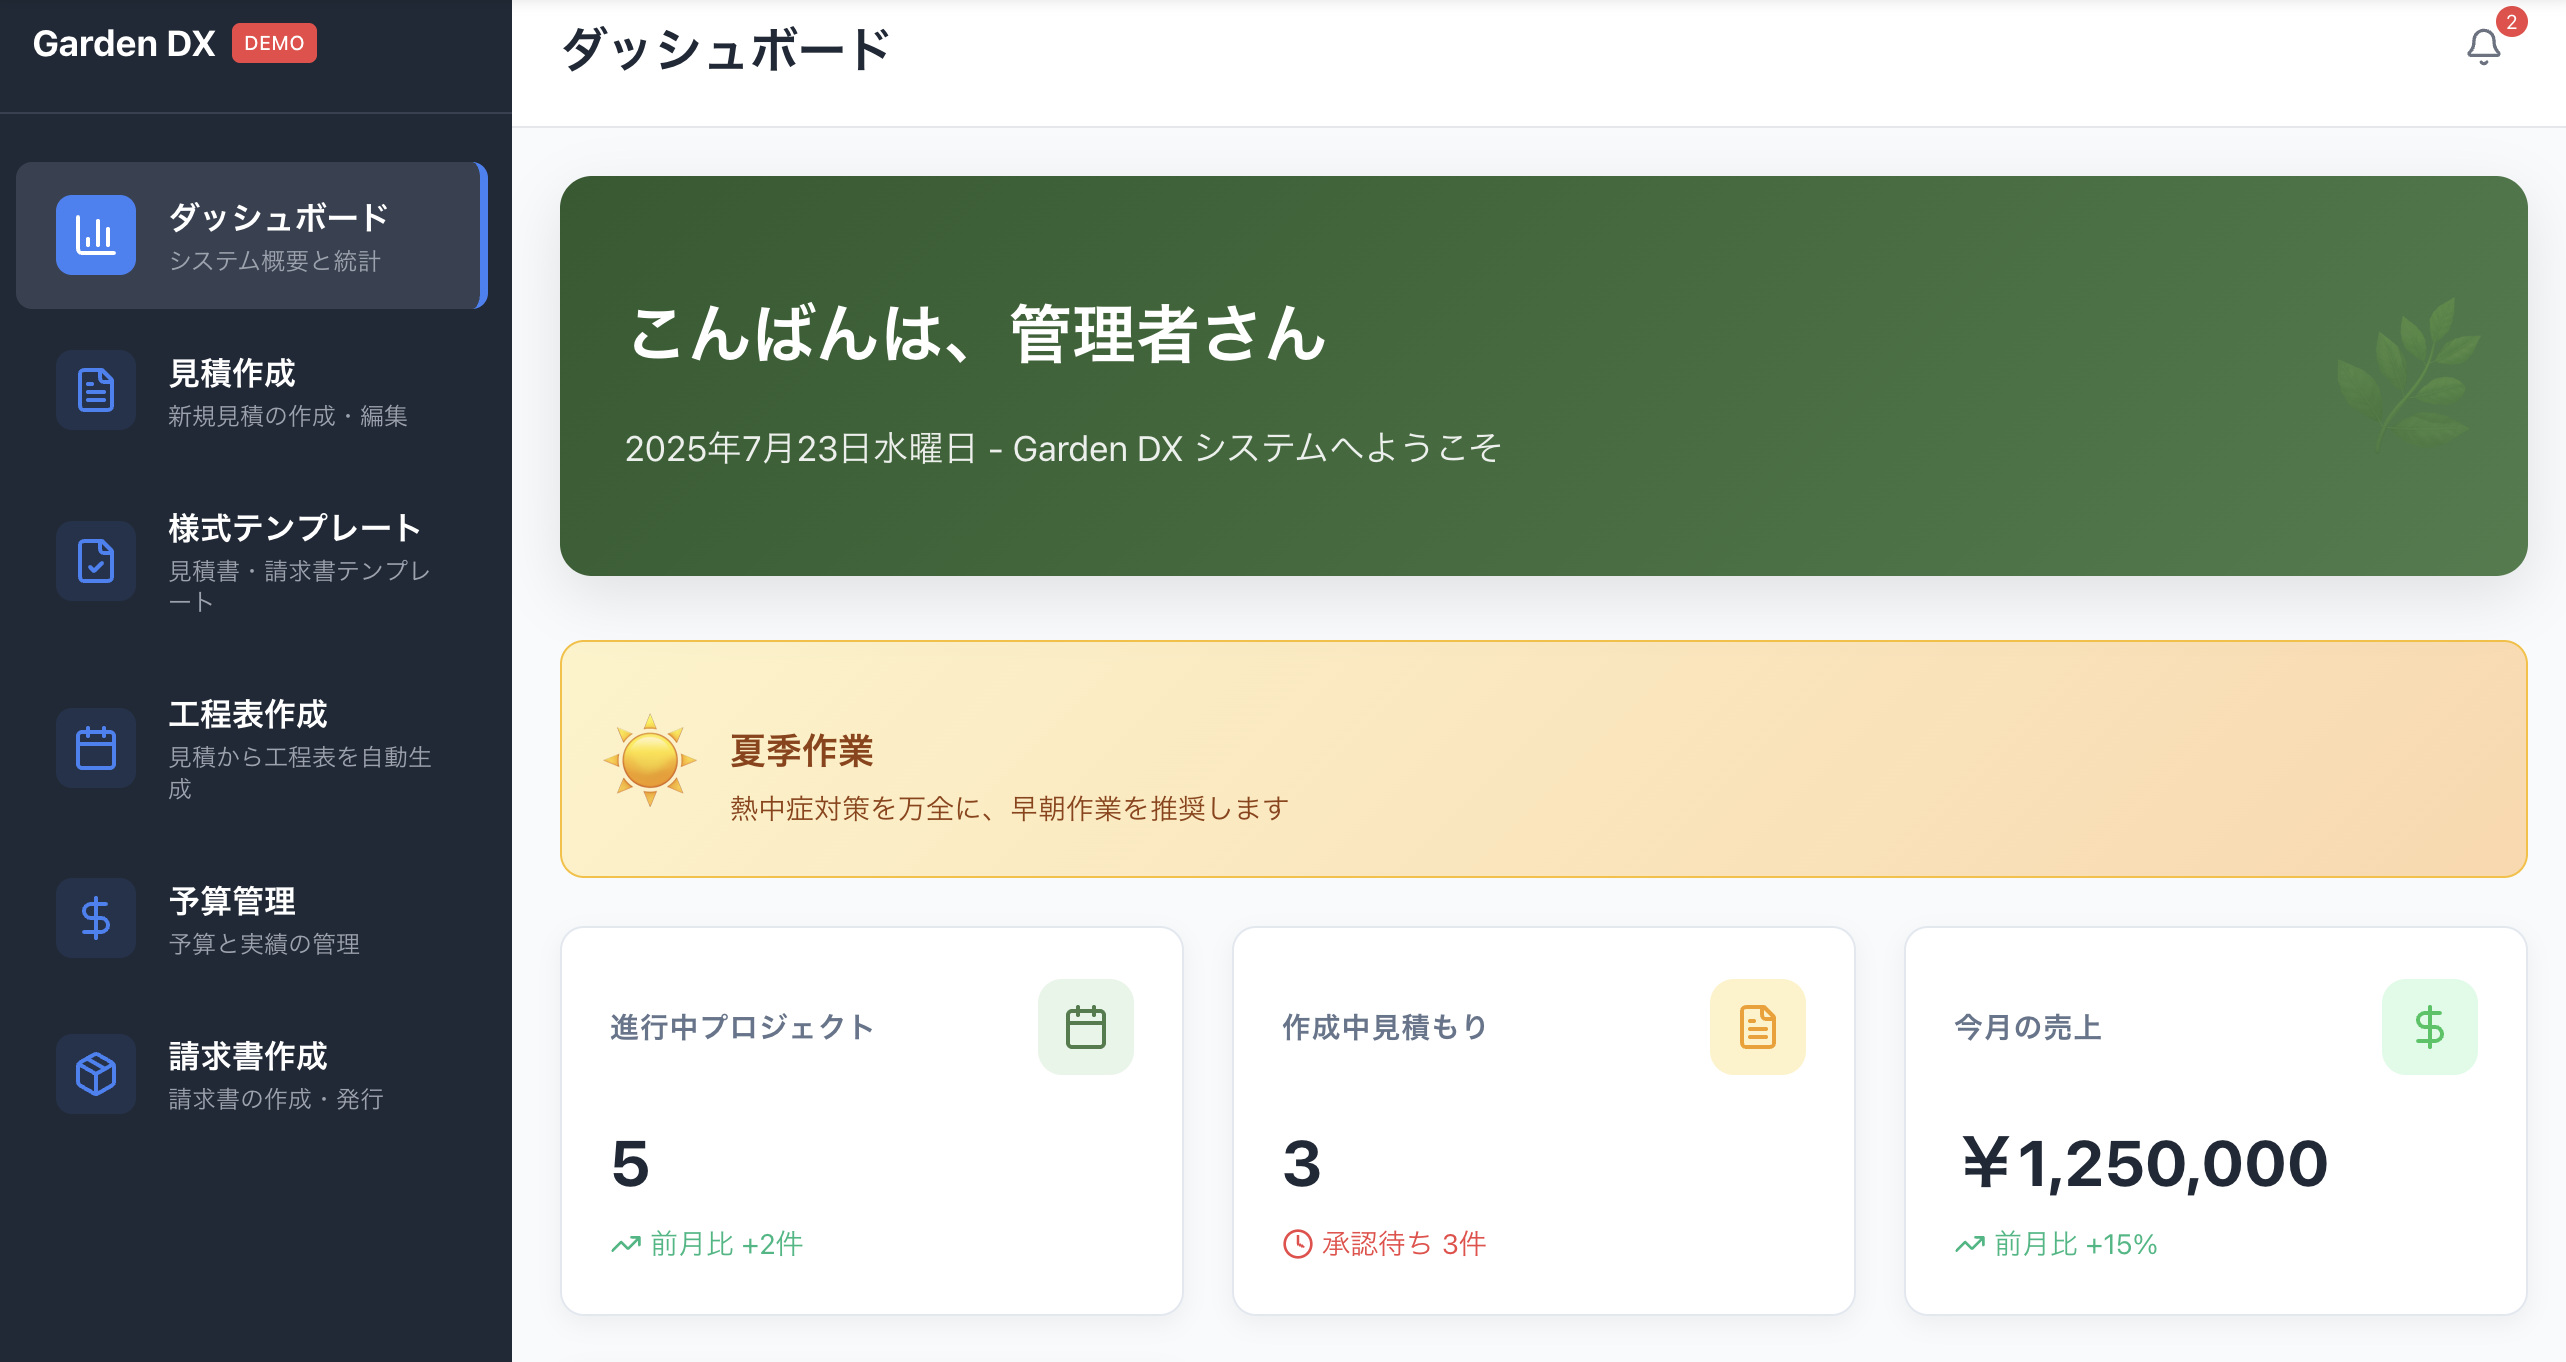 Garden DX
DEMO
ダッシュボード
システム概要と統計
見積作成
新規見積の作成・編集
様式テンプレート
見積書・請求書テンプレ
ート
工程表作成
見積から工程表を自動生
成
予算管理
予算と実績の管理
請求書作成
請求書の作成・発行
ダッシュボード
2
こんばんは、管理者さん
2025年7月23日水曜日 - Garden DX システムへようこそ
夏季作業
熱中症対策を万全に、早朝作業を推奨します
進行中プロジェクト
5
前月比 +2件
作成中見積もり
3
承認待ち 3件
今月の売上
￥1,250,000
前月比 +15%